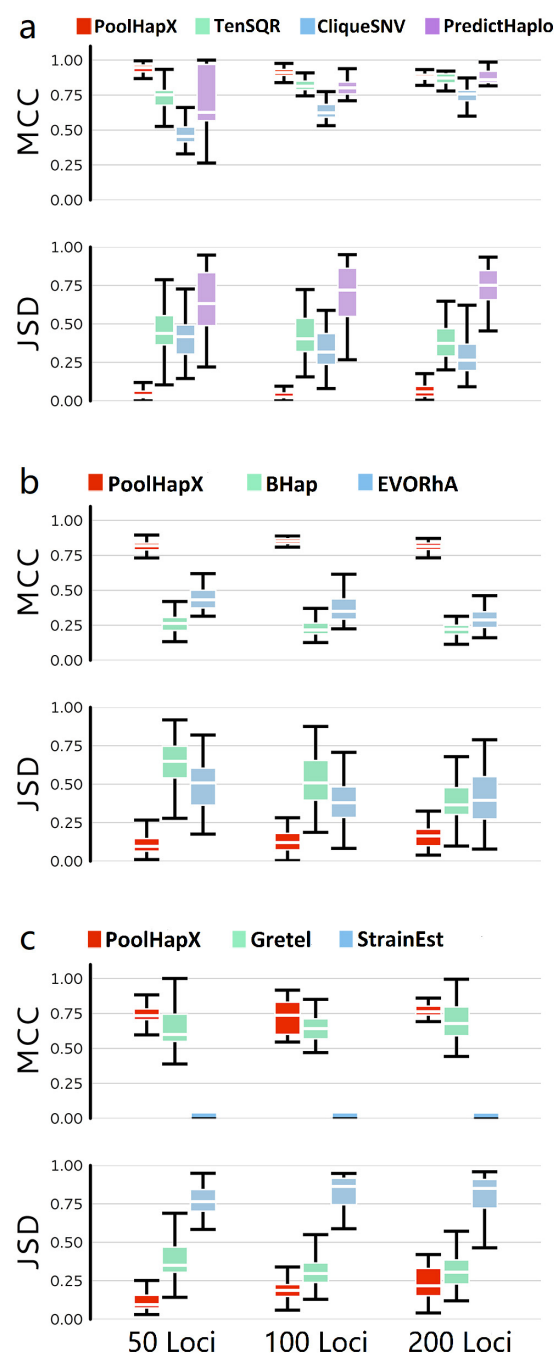 a
PoolHapX TenSQR CliqueSNV PredictHaplo
MCC
1.00
0.75
0.50
0.25
0.00
JSD
1.00
0.75
0.50
0.25
0.00
b
PoolHapX BHap EVORhA
MCC
1.00
0.75
0.50
0.25
0.00
JSD
1.00
0.75
0.50
0.25
0.00
c
PoolHapX Gretel StrainEst
MCC
1.00
0.75
0.50
0.25
0.00
JSD
1.00
0.75
0.50
0.25
0.00
50 Loci 100 Loci 200 Loci